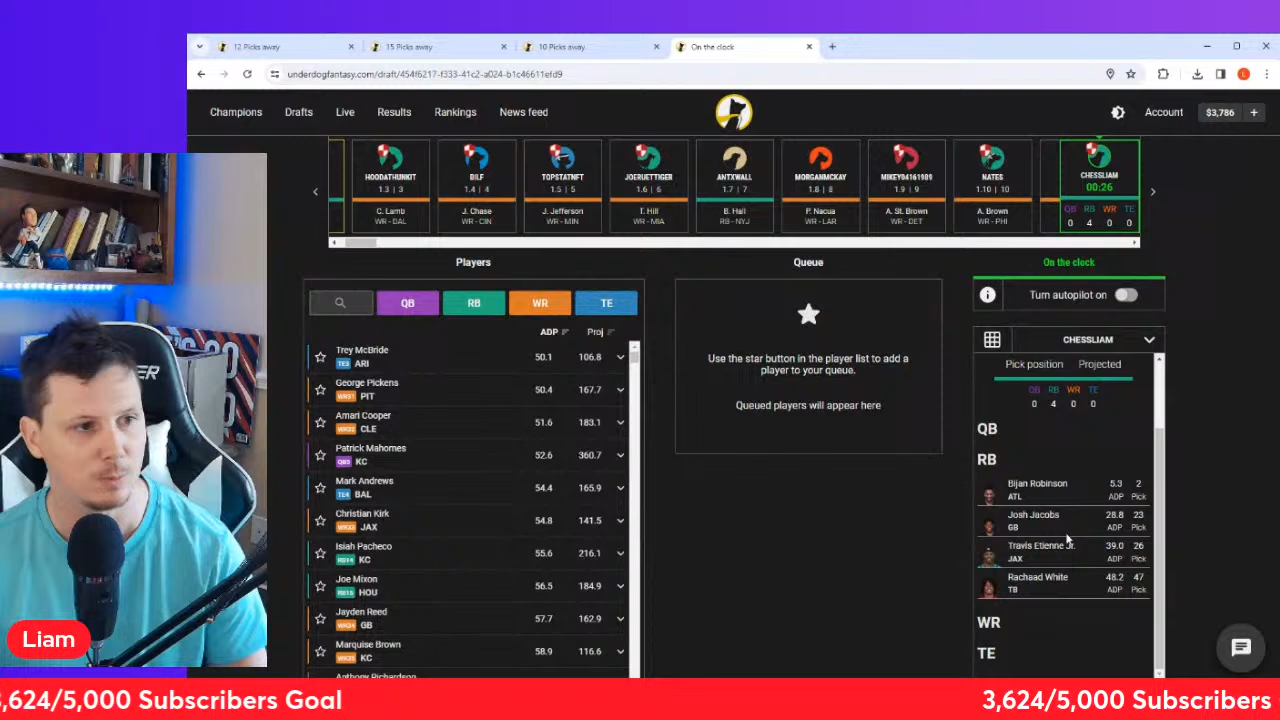 12 Picks away
15 Picks away
10 Picks away
On the clock
underdogfantasy.com/draft/454f6217-f333-41c2-a024-b1c46611efd9
Champions Drafts Live Results Rankings News feed
Account $3,786 +
HOODATHUNKIT 1.3 | 3 C. Lamb WR - DAL
BILF 1.4 | 4 J. Chase WR - CIN
TOPSTATNFT 1.5 | 5 J. Jefferson WR - MIN
JOERUETTIGER 1.6 | 6 T. Hill WR - MIA
ANTXWALL 1.7 | 7 B. Hall RB - NYJ
MORGANMCKAY 1.8 | 8 P. Nacua WR - LAR
MIKEY04161989 1.9 | 9 A. St. Brown WR - DET
NATES 1.10 | 10 A. Brown WR - PHI
CHESSLIAM 00:26 QB RB WR TE 0 4 0 0
Players
Queue
On the clock
QB RB WR TE
ADP Proj
Trey McBride
TE3 ARI 50.1 106.8
George Pickens
WR31 PIT 50.4 167.7
Amari Cooper
WR32 CLE 51.6 183.1
Patrick Mahomes
QB3 KC 52.6 360.7
Mark Andrews
TE4 BAL 54.4 165.9
Christian Kirk
WR33 JAX 54.8 141.5
Isiah Pacheco
RB14 KC 55.6 216.1
Joe Mixon
RB15 HOU 56.5 184.9
Jayden Reed
WR34 GB 57.7 162.9
Marquise Brown
WR35 KC 58.9 116.6
Anthony Richardson
Use the star button in the player list to add a
player to your queue.
Queued players will appear here
Turn autopilot on
CHESSLIAM
Pick position Projected
QB RB WR TE
0 4 0 0
QB
RB
Bijan Robinson 5.3 2
ATL ADP Pick
Josh Jacobs 28.8 23
GB ADP Pick
Travis Etienne Jr. 39.0 26
JAX ADP Pick
Rachaad White 48.2 47
TB ADP Pick
WR
TE
Liam
3,624/5,000 Subscribers Goal
3,624/5,000 Subscribers